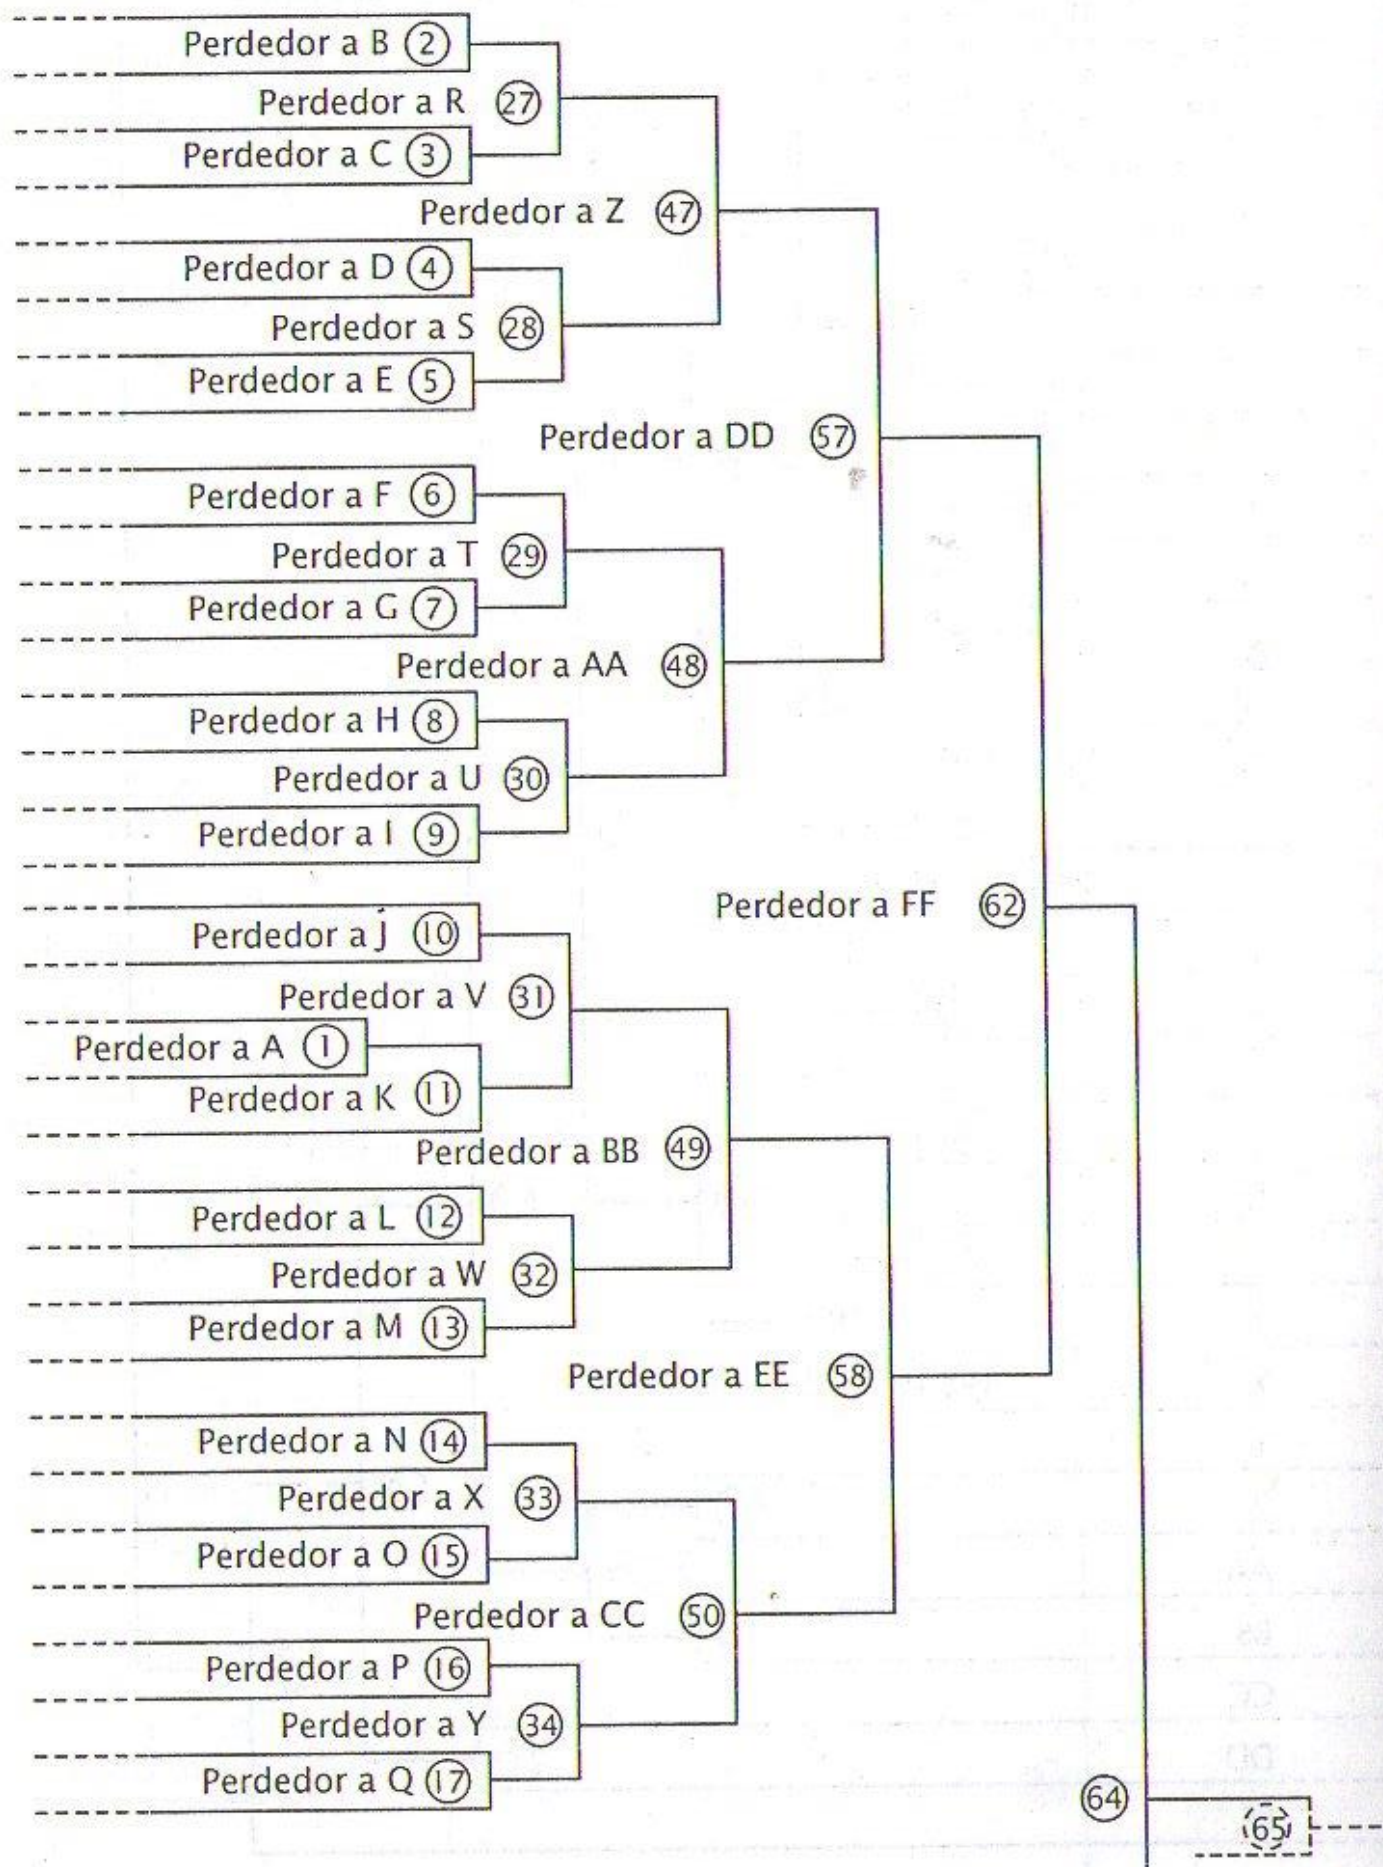 Perdedor a B 2
Perdedor a R 27
Perdedor a C 3
Perdedor a Z 47
Perdedor a D 4
Perdedor a S 28
Perdedor a E 5
Perdedor a DD 57
Perdedor a F 6
Perdedor a T 29
Perdedor a G 7
Perdedor a AA 48
Perdedor a H 8
Perdedor a U 30
Perdedor a I 9
Perdedor a FF 62
Perdedor a J 10
Perdedor a V 31
Perdedor a A 1
Perdedor a K 11
Perdedor a BB 49
Perdedor a L 12
Perdedor a W 32
Perdedor a M 13
Perdedor a EE 58
Perdedor a N 14
Perdedor a X 33
Perdedor a O 15
Perdedor a CC 50
Perdedor a P 16
Perdedor a Y 34
Perdedor a Q 17
64
65